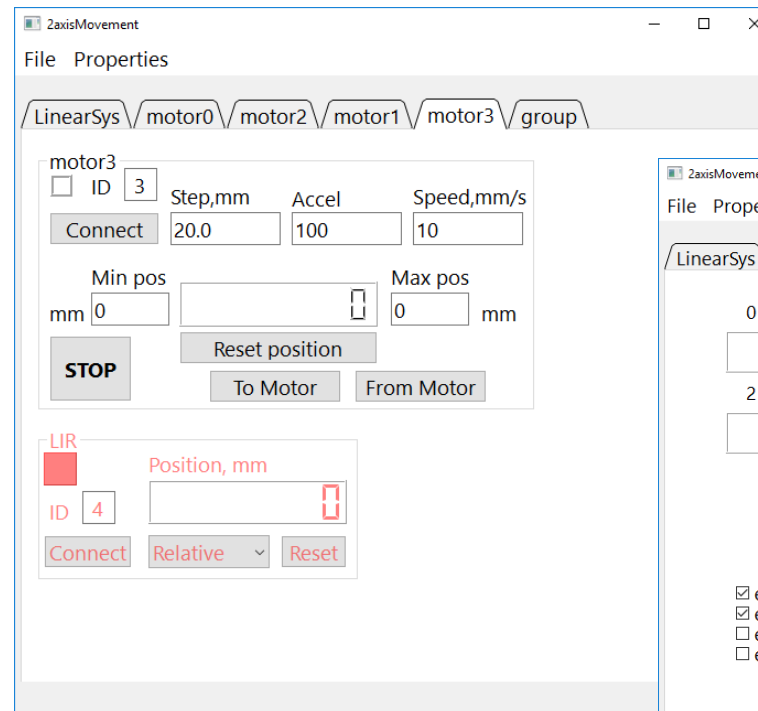 2axisMovement
File Properties
LinearSys motor0 motor2 motor1 motor3 group
motor3
ID 3
Step,mm Accel Speed,mm/s
Connect 20.0 100 10
Min pos Max pos
mm 0 0 0 mm
Reset position
STOP
To Motor From Motor
LIR
Position, mm
ID 4 0
Connect Relative Reset
File
LinearSys
0
2